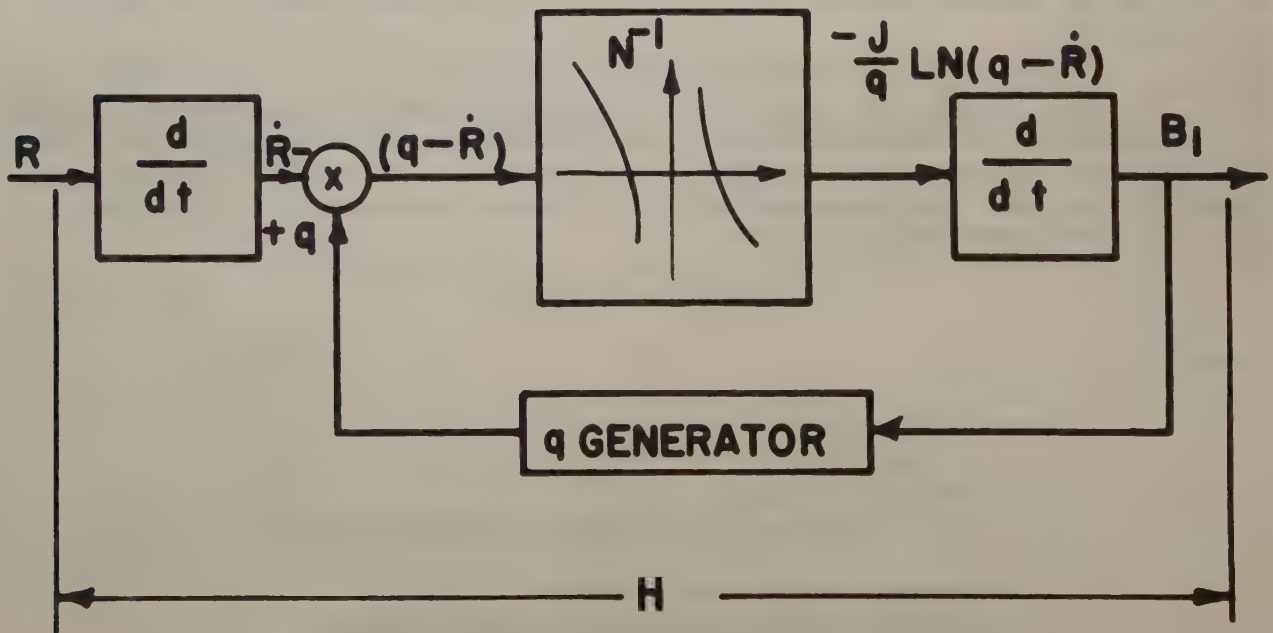 R
d
dt
Ṙ-
+ q
x
(q-Ṙ)
N⁻¹
-J/q LN(q-Ṙ)
d
dt
B₁
q GENERATOR
H